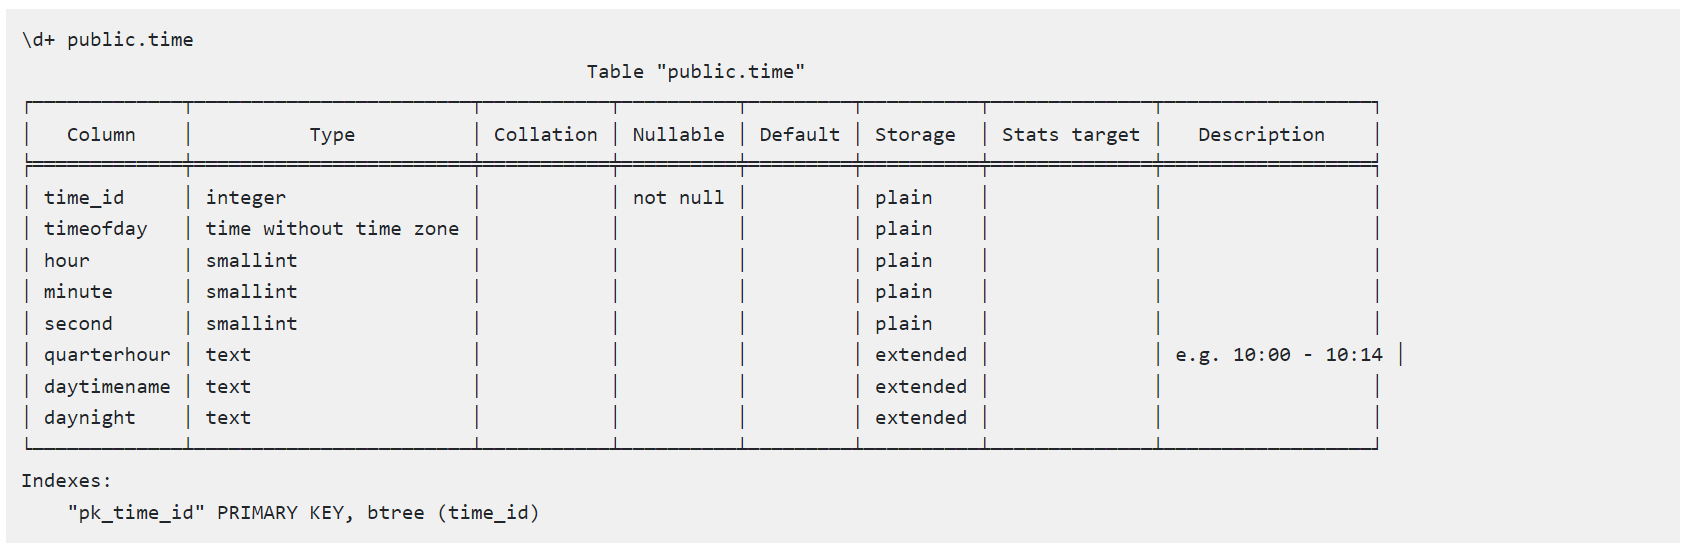 \d+ public.time
Table "public.time"
│ Column │ Type │ Collation │ Nullable │ Default │ Storage │ Stats target │ Description │
│ time_id │ integer │ │ not null │ │ plain │ │ │
│ timeofday │ time without time zone │ │ │ │ plain │ │ │
│ hour │ smallint │ │ │ │ plain │ │ │
│ minute │ smallint │ │ │ │ plain │ │ │
│ second │ smallint │ │ │ │ plain │ │ │
│ quarterhour │ text │ │ │ │ extended │ │ e.g. 10:00 - 10:14 │
│ daytimename │ text │ │ │ │ extended │ │ │
│ daynight │ text │ │ │ │ extended │ │ │
Indexes:
"pk_time_id" PRIMARY KEY, btree (time_id)